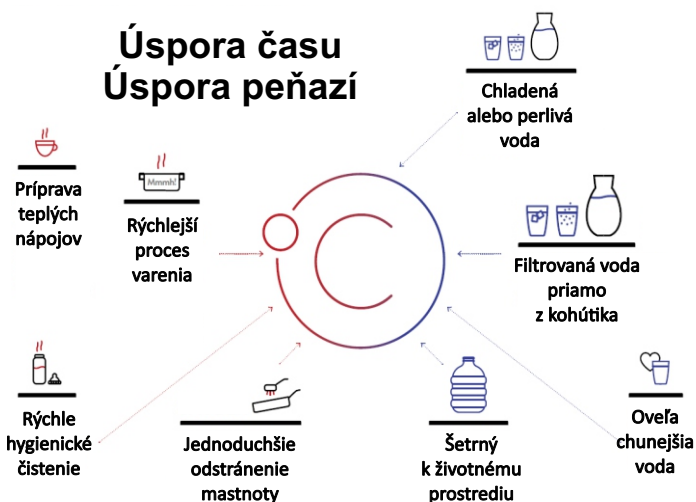 Úspora času
Úspora peňazí
Chladená
alebo perlivá
voda
Príprava
teplých
nápojov
Mmmh!
Rýchlejší
proces
varenia
Filtrovaná voda
priamo
z kohútika
Rýchle
hygienické
čistenie
Jednoduchšie
odstránenie
mastnoty
Šetrný
k životnému
prostrediu
Oveľa
chunejšia
voda